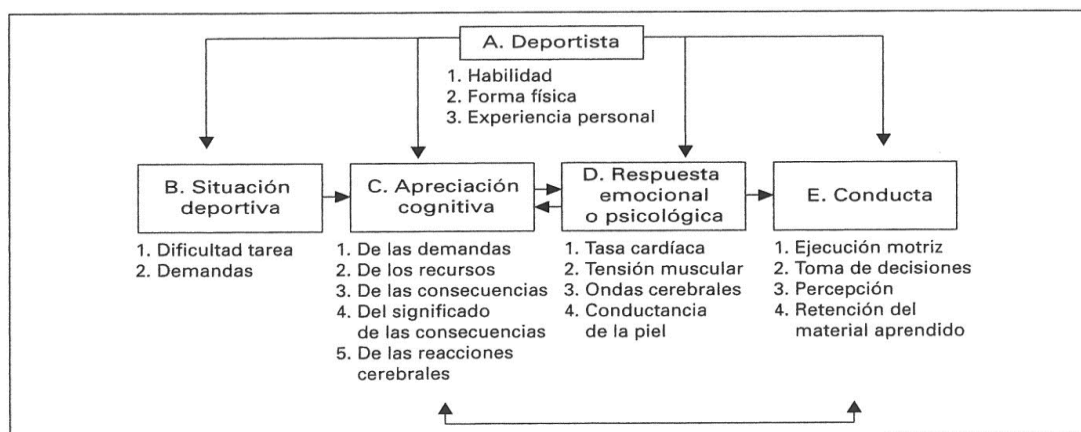 A. Deportista
1. Habilidad
2. Forma física
3. Experiencia personal
B. Situación
deportiva
1. Dificultad tarea
2. Demandas
C. Apreciación
cognitiva
1. De las demandas
2. De los recursos
3. De las consecuencias
4. Del significado
de las consecuencias
5. De las reacciones
cerebrales
D. Respuesta
emocional
o psicológica
1. Tasa cardíaca
2. Tensión muscular
3. Ondas cerebrales
4. Conductancia
de la piel
E. Conducta
1. Ejecución motriz
2. Toma de decisiones
3. Percepción
4. Retención del
material aprendido